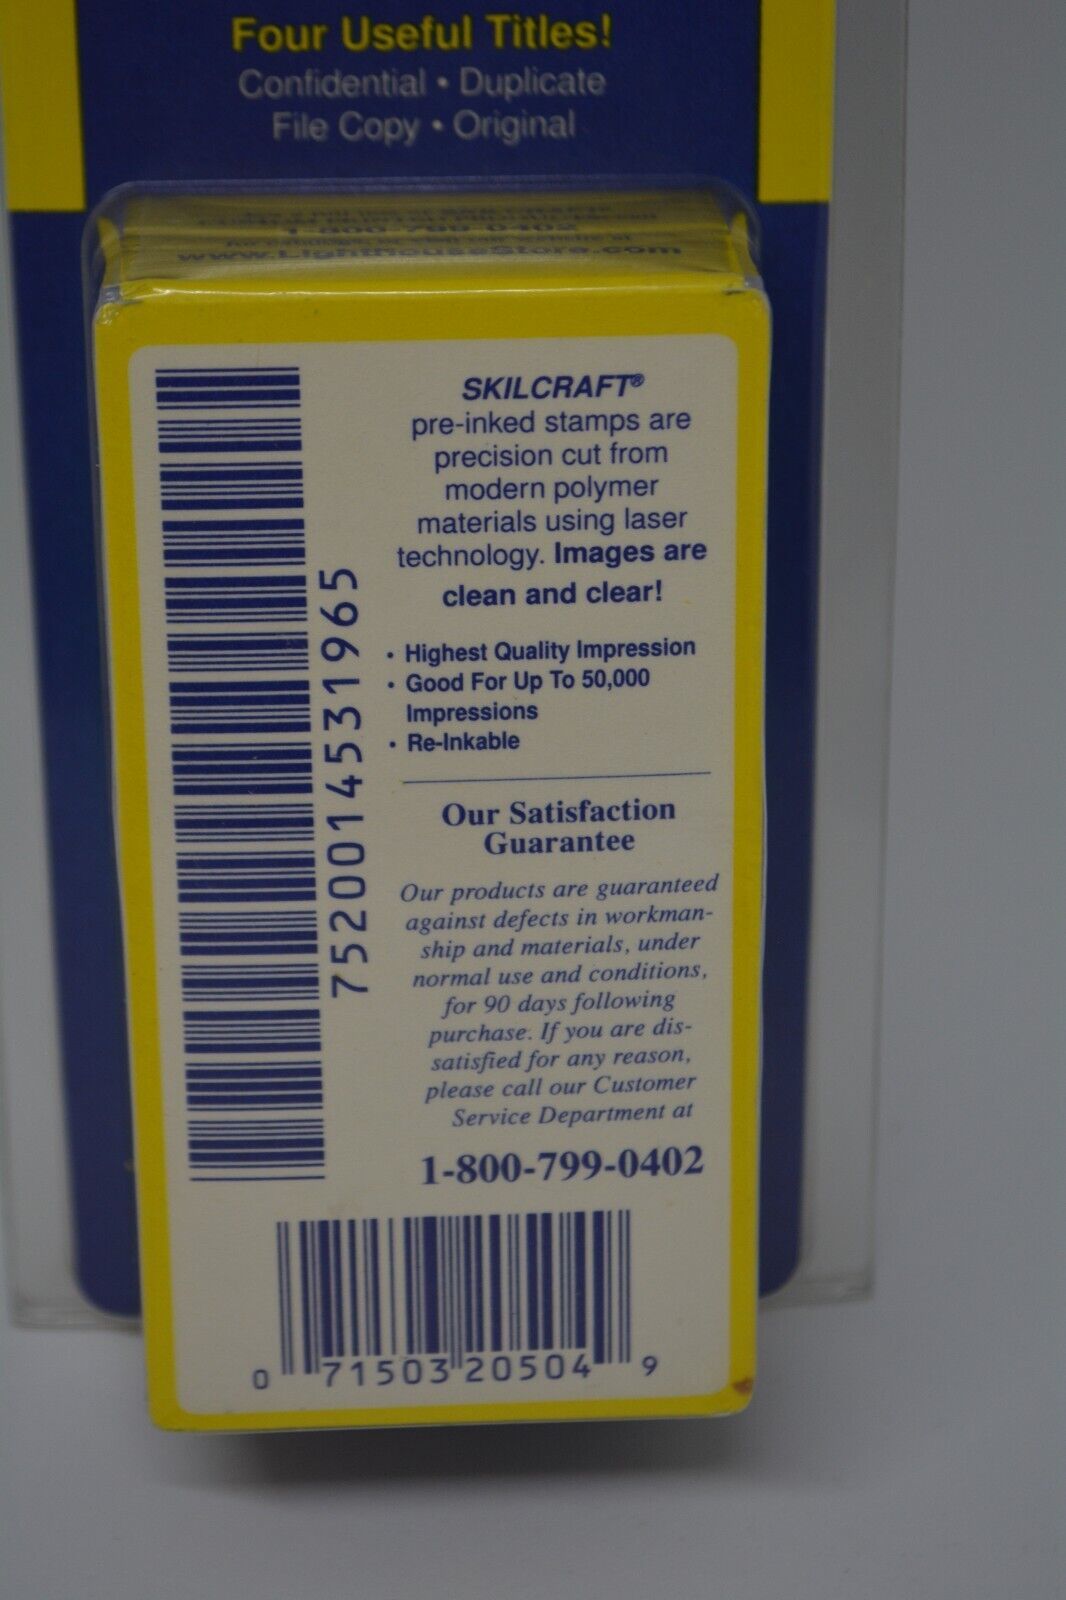 Four Useful Titles!
Confidential • Duplicate
File Copy • Original
1-800-799-0402
www.LighthouseStore.com
SKILCRAFT®
pre-inked stamps are
precision cut from
modern polymer
materials using laser
technology. Images are
clean and clear!
• Highest Quality Impression
• Good For Up To 50,000
Impressions
• Re-Inkable
Our Satisfaction
Guarantee
Our products are guaranteed
against defects in workman-
ship and materials, under
normal use and conditions,
for 90 days following
purchase. If you are dis-
satisfied for any reason,
please call our Customer
Service Department at
1-800-799-0402
7520014531965
0 71503 20504 9